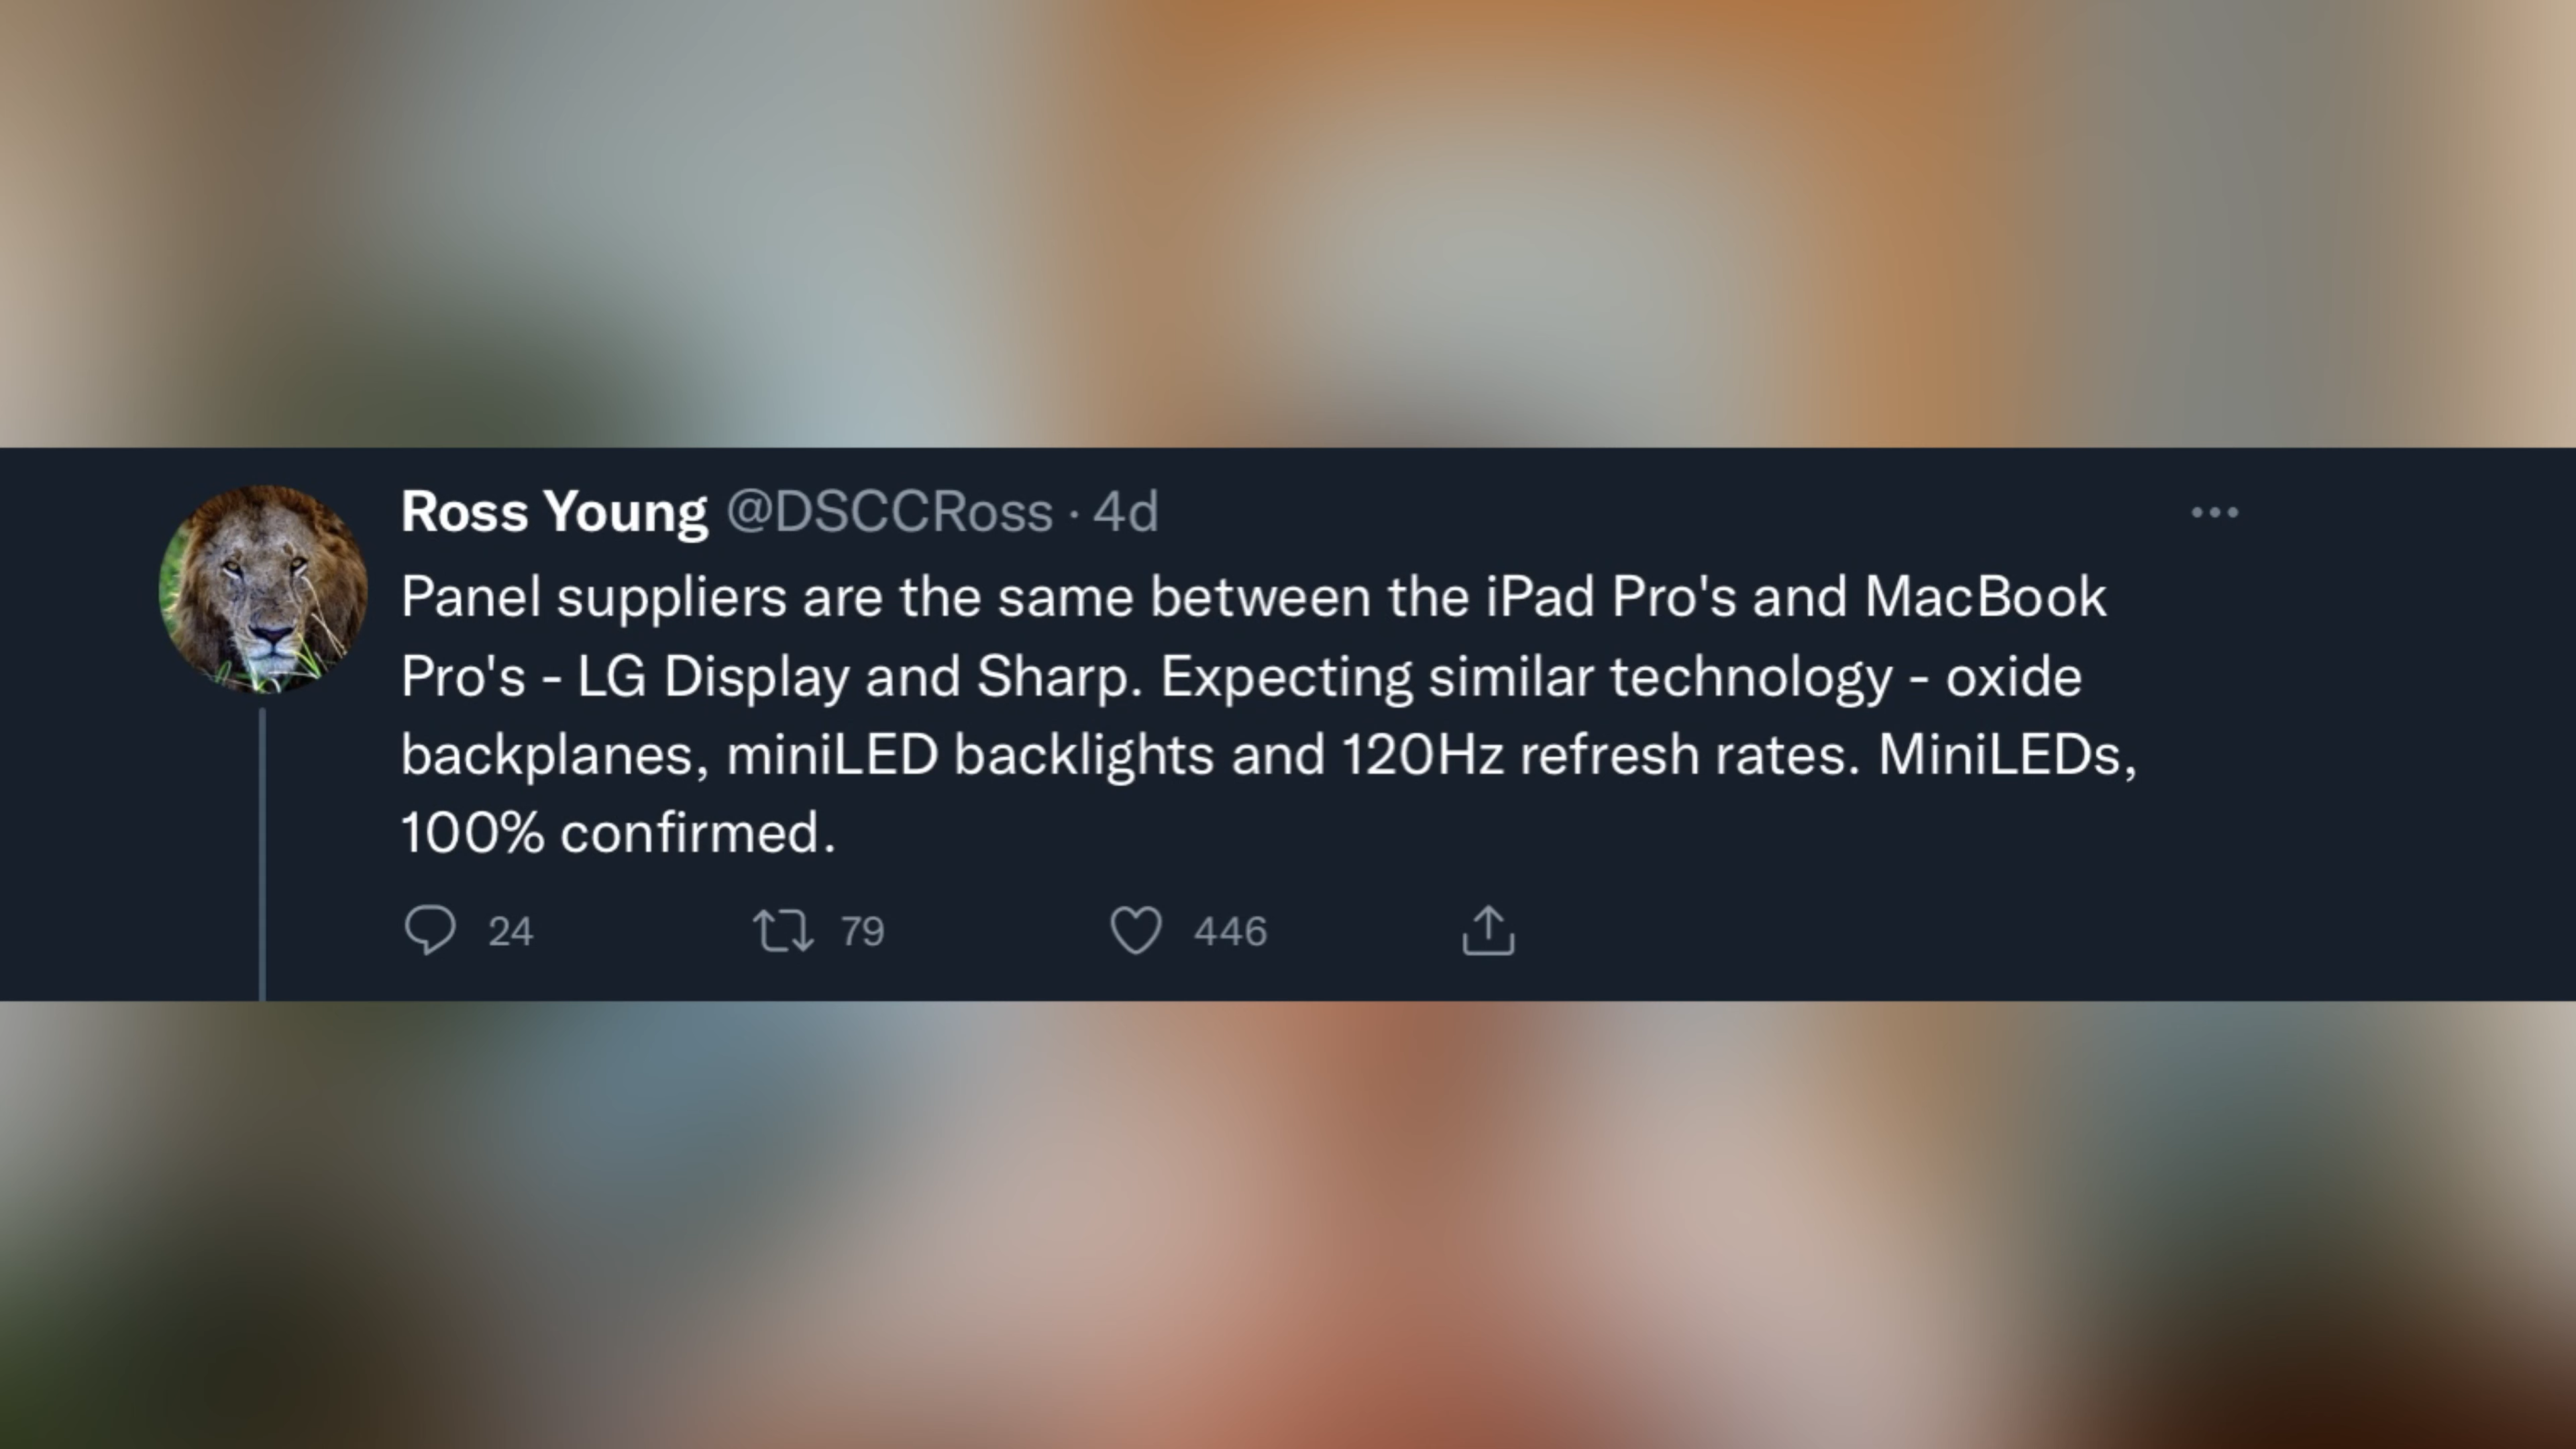 Ross Young @DSCCRoss · 4d
Panel suppliers are the same between the iPad Pro's and MacBook
Pro's - LG Display and Sharp. Expecting similar technology - oxide
backplanes, miniLED backlights and 120Hz refresh rates. MiniLEDs,
100% confirmed.
24 79 446